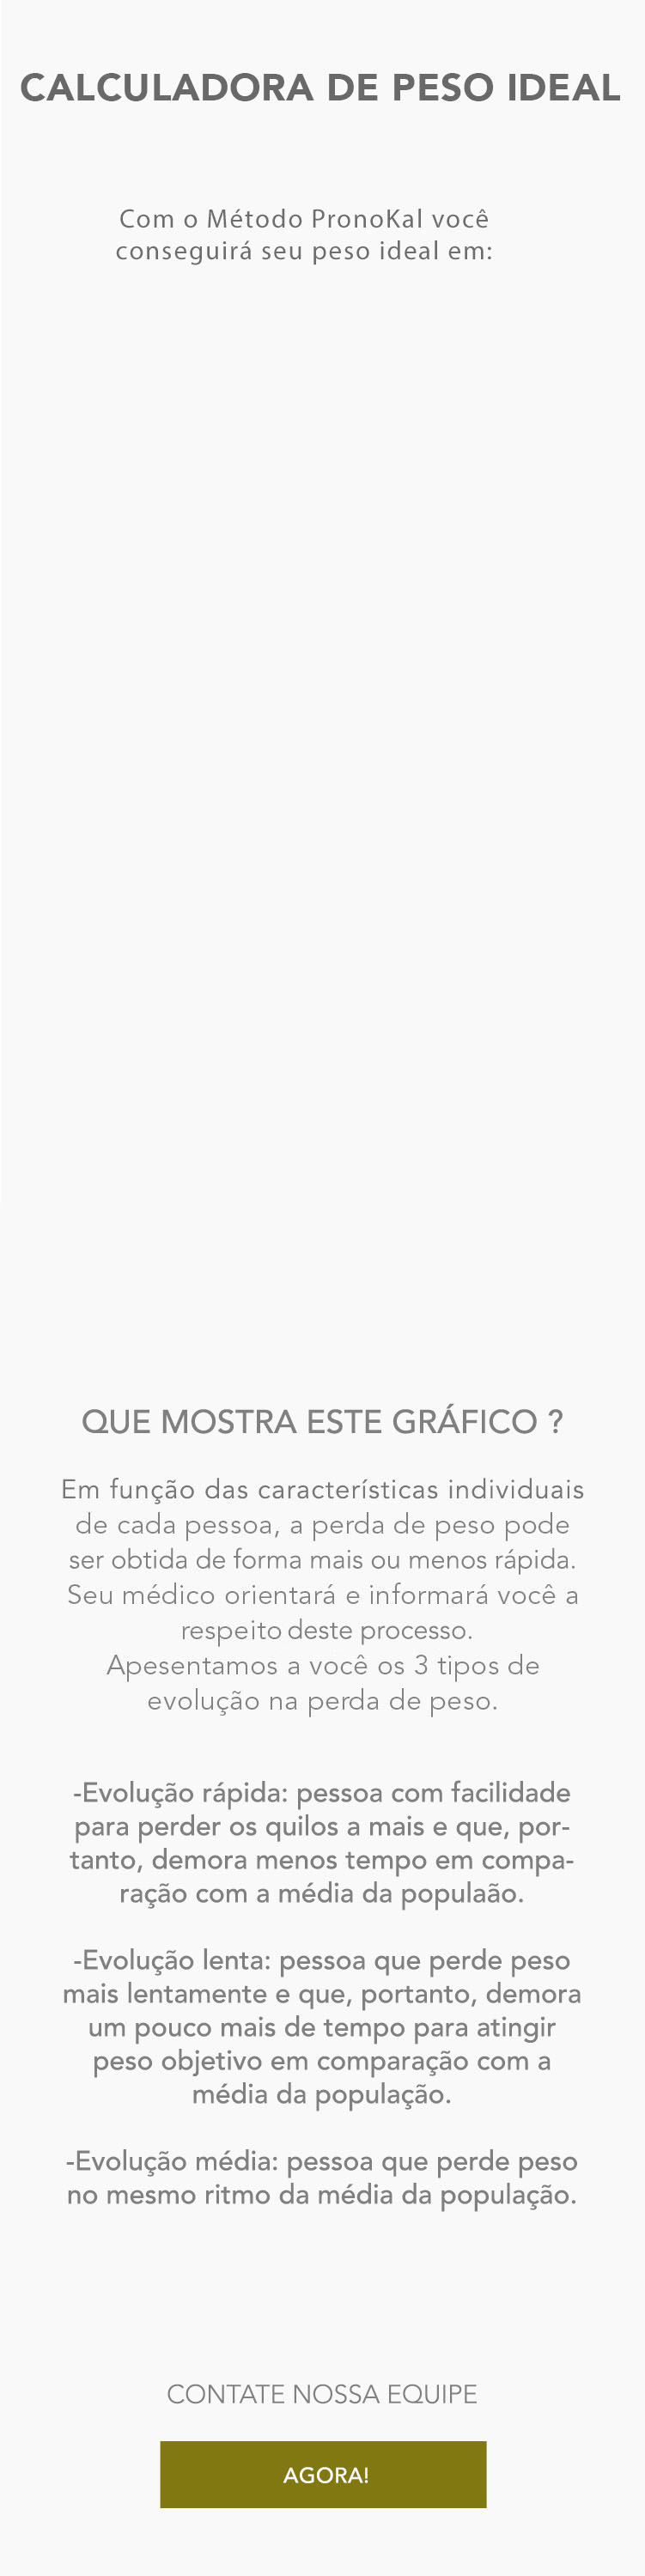 CALCULADORA DE PESO IDEAL
Com o Método PronoKal você
conseguirá seu peso ideal em:
QUE MOSTRA ESTE GRÁFICO ?
Em função das características individuais
de cada pessoa, a perda de peso pode
ser obtida de forma mais ou menos rápida.
Seu médico orientará e informará você a
respeito deste processo.
Apesentamos a você os 3 tipos de
evolução na perda de peso.
-Evolução rápida: pessoa com facilidade
para perder os quilos a mais e que, por-
tanto, demora menos tempo em compa-
ração com a média da populaão.
-Evolução lenta: pessoa que perde peso
mais lentamente e que, portanto, demora
um pouco mais de tempo para atingir
peso objetivo em comparação com a
média da população.
-Evolução média: pessoa que perde peso
no mesmo ritmo da média da população.
CONTATE NOSSA EQUIPE
AGORA!